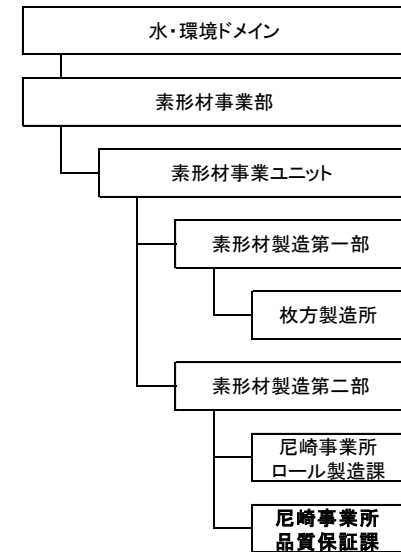 水・環境ドメイン
素形材事業部
素形材事業ユニット
素形材製造第一部
枚方製造所
素形材製造第二部
尼崎事業所
ロール製造課
尼崎事業所
品質保証課